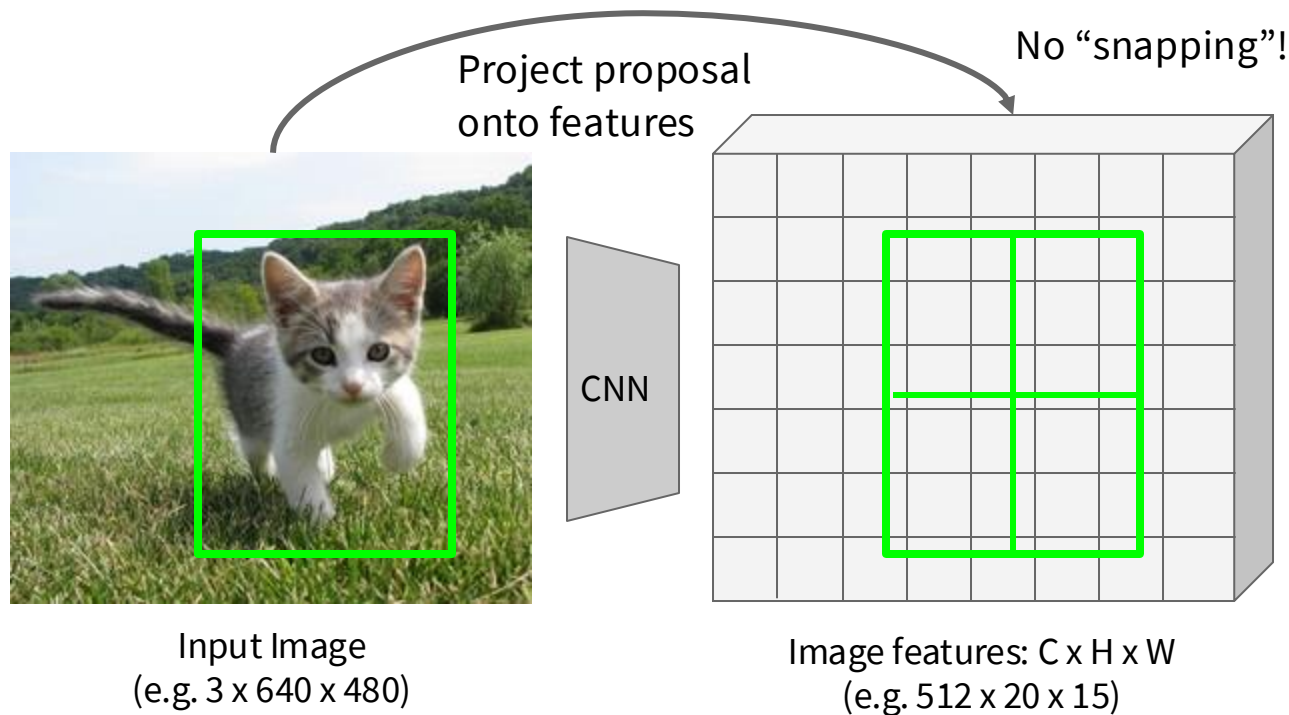 Project proposal
onto features
No “snapping”!
CNN
Input Image
(e.g. 3 x 640 x 480)
Image features: C x H x W
(e.g. 512 x 20 x 15)